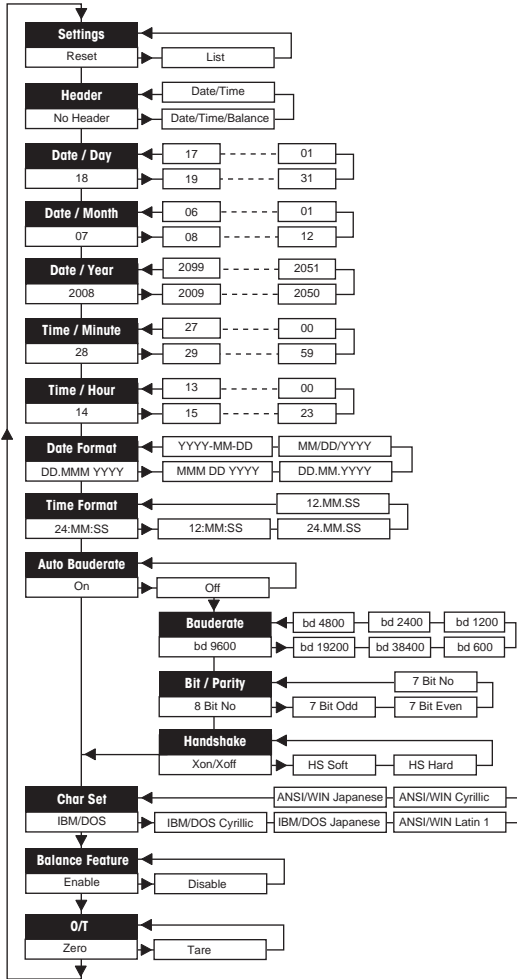 Settings
Reset List
Header Date/Time
No Header Date/Time/Balance
Date / Day 17 01
18 19 31
Date / Month 06 01
07 08 12
Date / Year 2099 2051
2008 2009 2050
Time / Minute 27 00
28 29 59
Time / Hour 13 00
14 15 23
Date Format YYYY-MM-DD MM/DD/YYYY
DD.MMM YYYY MMM DD YYYY DD.MM.YYYY
Time Format 12.MM.SS
24:MM:SS 12:MM:SS 24.MM.SS
Auto Bauderate
On Off
Bauderate bd 4800 bd 2400 bd 1200
bd 9600 bd 19200 bd 38400 bd 600
Bit / Parity 7 Bit No
8 Bit No 7 Bit Odd 7 Bit Even
Handshake
Xon/Xoff HS Soft HS Hard
Char Set ANSI/WIN Japanese ANSI/WIN Cyrillic
IBM/DOS IBM/DOS Cyrillic IBM/DOS Japanese ANSI/WIN Latin 1
Balance Feature
Enable Disable
O/T
Zero Tare